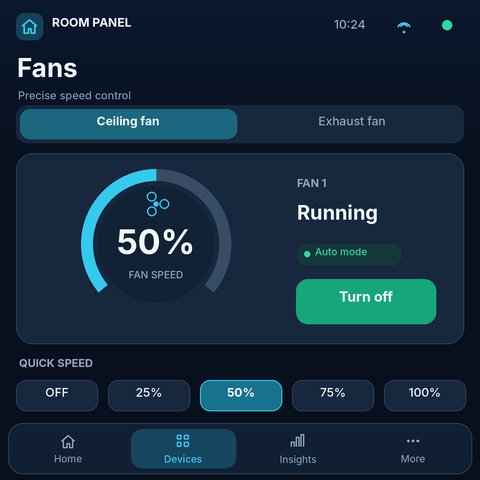 ROOM PANEL
10:24
Fans
Precise speed control
Ceiling fan
Exhaust fan
50%
FAN SPEED
FAN 1
Running
Auto mode
Turn off
QUICK SPEED
OFF
25%
50%
75%
100%
Home
Devices
Insights
More